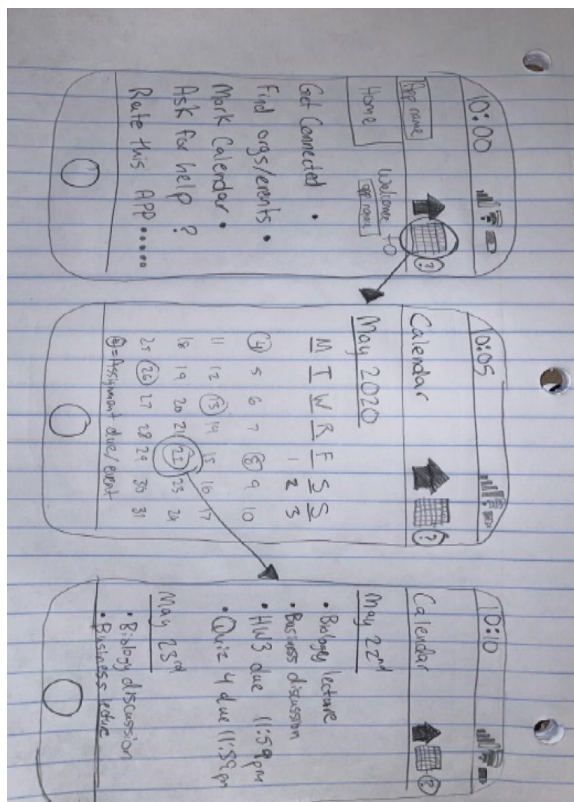 10:00
App name
Home
Welcome to
app name
Get Connected •
Find orgs/events •
Mark Calendar •
Ask for help ?
Rate this APP •••••
10:05
Calendar
?
May 2020
M T W R F S S
1 2 3
4 5 6 7 8 9 10
11 12 13 14 15 16 17
18 19 20 21 22 23 24
25 26 27 28 29 30 31
= Assignment due/event
10:10
Calendar
?
May 22nd
• Biology lecture
• Business discussion
• HW3 due 11:59pm
• Quiz 4 due 11:59pm
May 23rd
• Biology discussion
• Business lecture